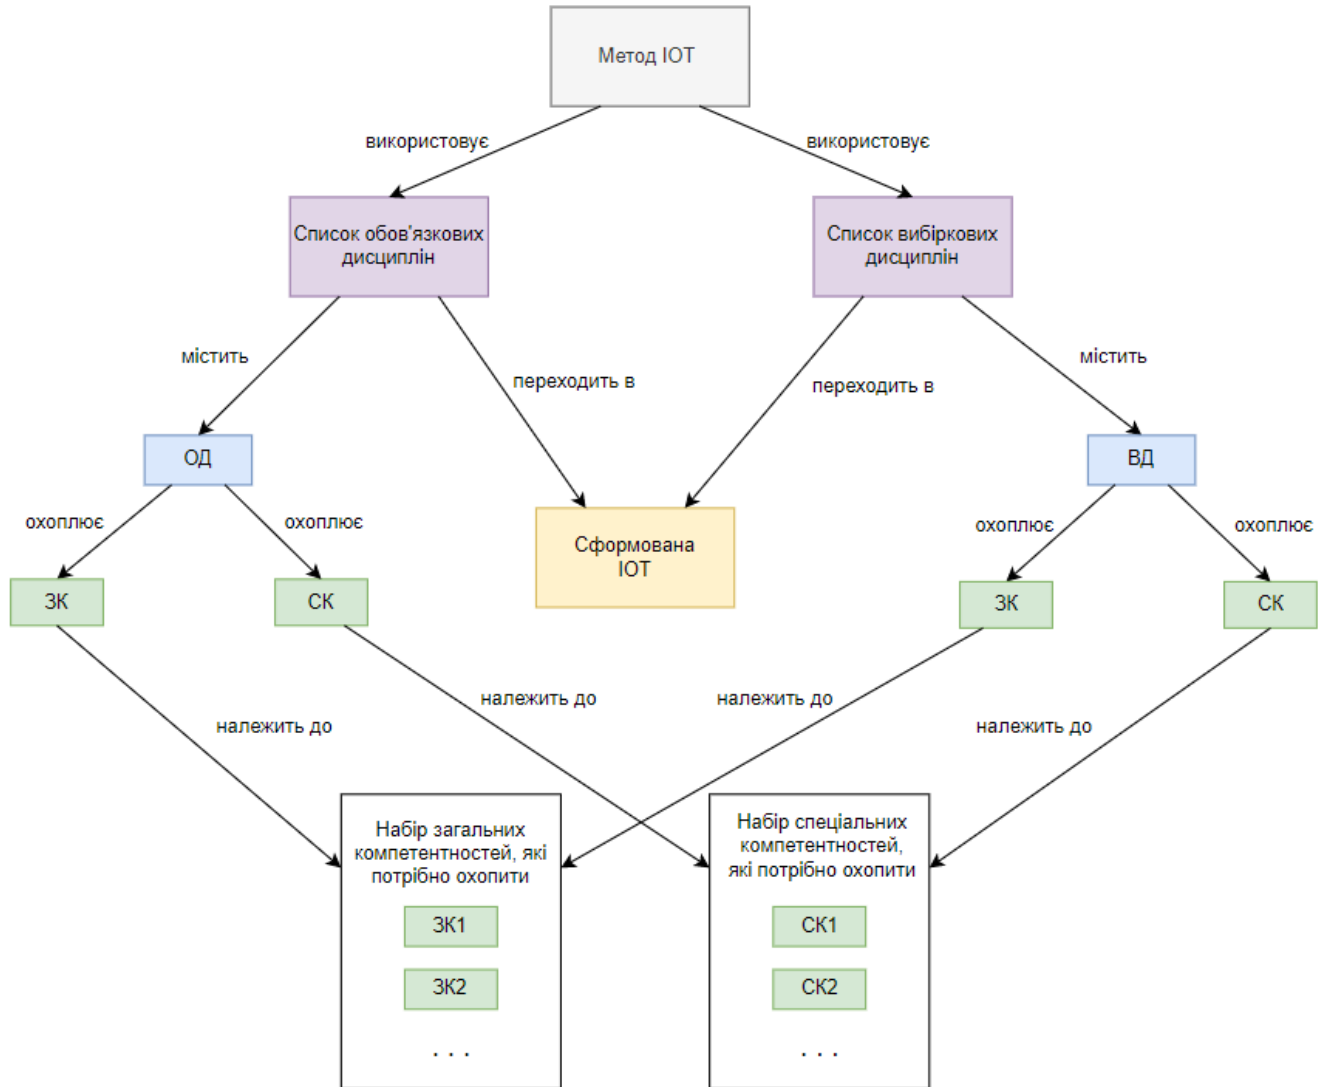 Метод ІОТ
використовує
використовує
Список обов'язкових
дисциплін
Список вибіркових
дисциплін
містить
переходить в
переходить в
містить
ОД
ВД
охоплює
охоплює
охоплює
охоплює
Сформована
ІОТ
ЗК
СК
ЗК
СК
належить до
належить до
належить до
належить до
Набір загальних
компетентностей, які
потрібно охопити
ЗК1
ЗК2
. . .
Набір спеціальних
компетентностей,
які потрібно охопити
СК1
СК2
. . .